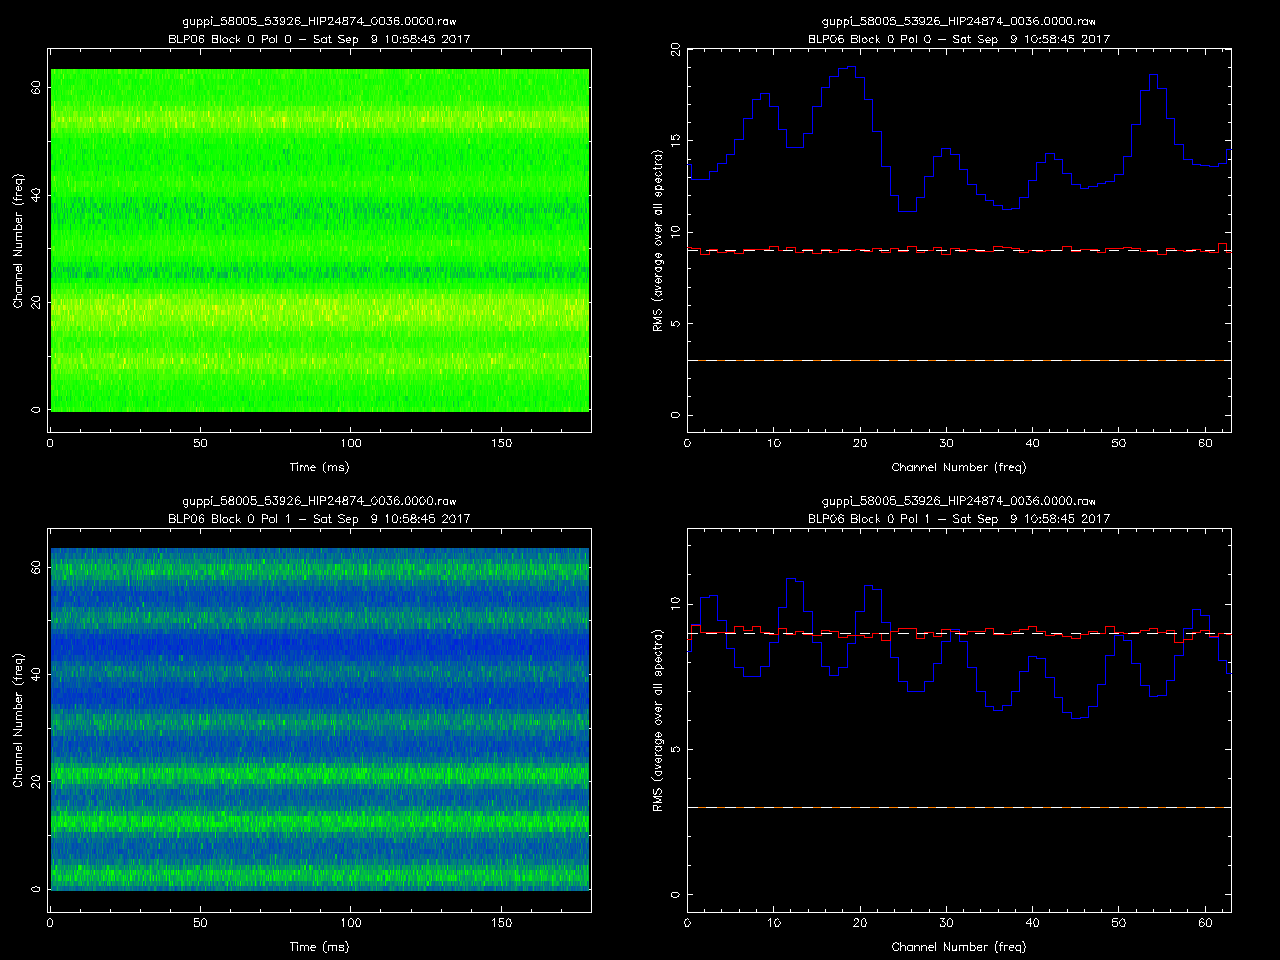 guppi_58005_53926_HIP24874_0036.0000.raw
BLP06 Block 0 Pol 0 – Sat Sep 9 10:58:45 2017
Channel Number (freq)
0 20 40 60
0 50 100 150
Time (ms)
guppi_58005_53926_HIP24874_0036.0000.raw
BLP06 Block 0 Pol 0 – Sat Sep 9 10:58:45 2017
RMS (average over all spectra)
0 5 10 15 20
0 10 20 30 40 50 60
Channel Number (freq)
guppi_58005_53926_HIP24874_0036.0000.raw
BLP06 Block 0 Pol 1 – Sat Sep 9 10:58:45 2017
Channel Number (freq)
0 20 40 60
0 50 100 150
Time (ms)
guppi_58005_53926_HIP24874_0036.0000.raw
BLP06 Block 0 Pol 1 – Sat Sep 9 10:58:45 2017
RMS (average over all spectra)
0 5 10
0 10 20 30 40 50 60
Channel Number (freq)